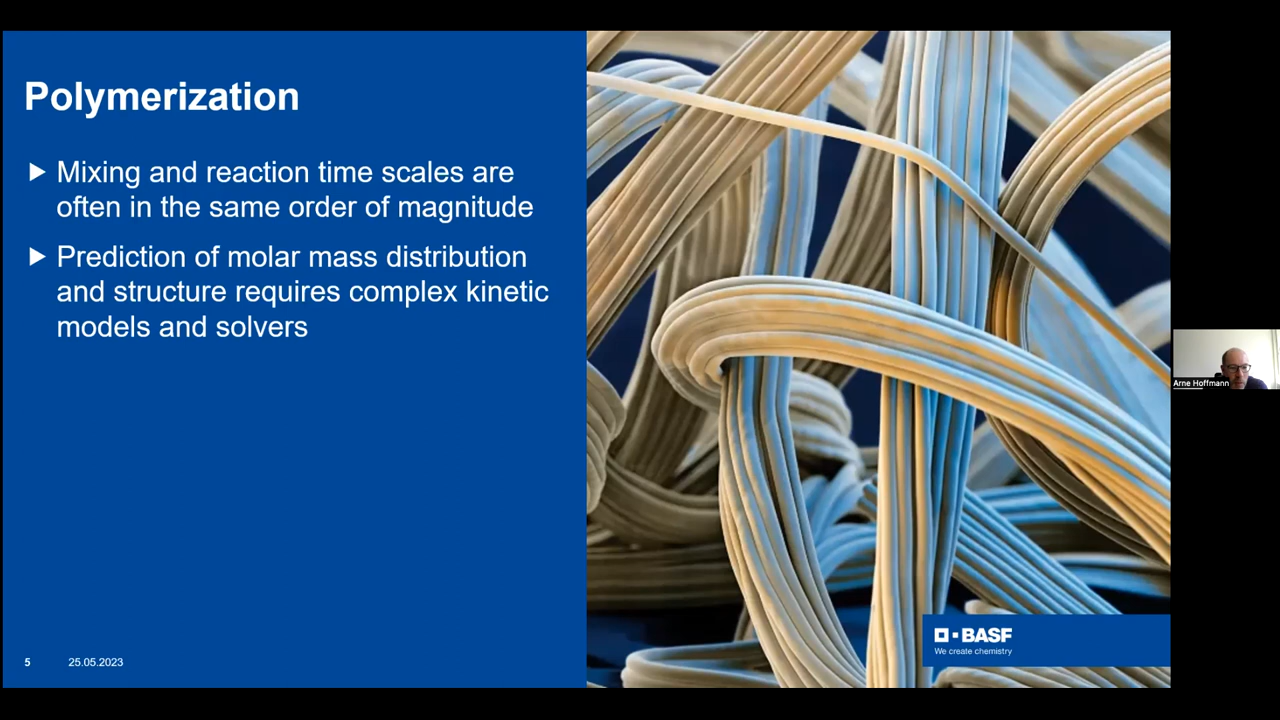 Polymerization
Mixing and reaction time scales are
often in the same order of magnitude
Prediction of molar mass distribution
and structure requires complex kinetic
models and solvers
5 25.05.2023
BASF
We create chemistry
Arne Hoffmann